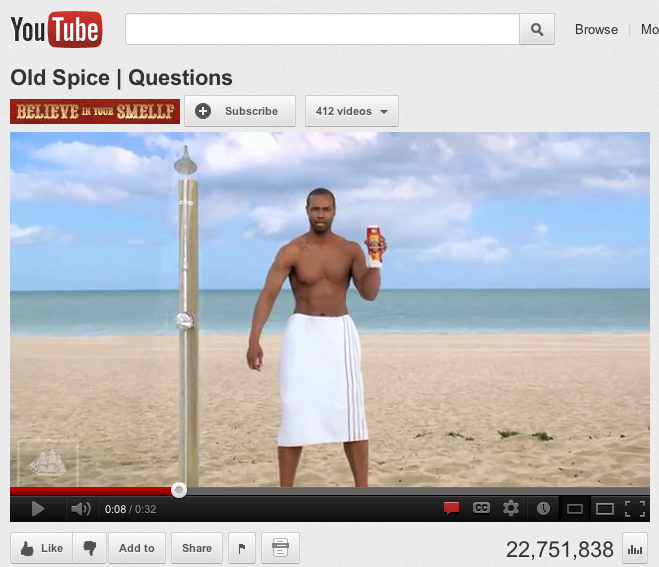 YouTube
Browse Mo
Old Spice | Questions
BELIEVE IN YOUR SMELLF
Subscribe
412 videos
0:08 / 0:32
CC
Like
Add to
Share
22,751,838